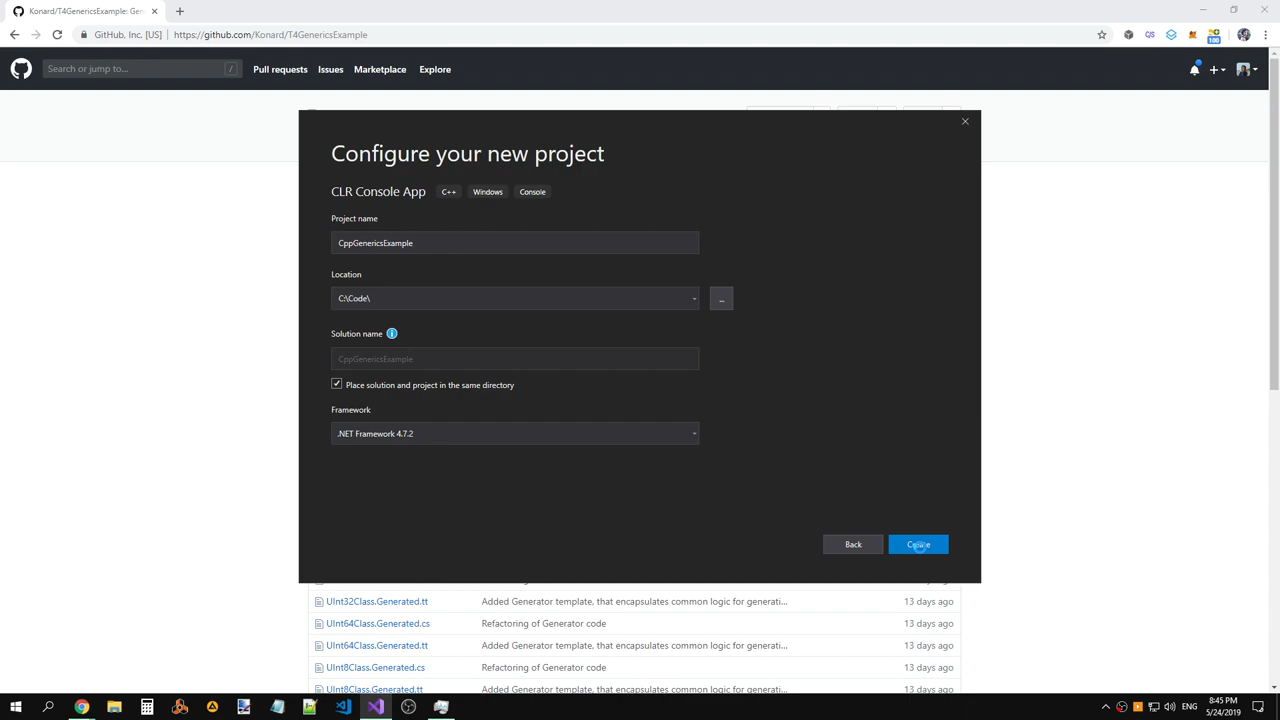 Konard/T4GenericsExample: Gen
GitHub, Inc. [US]
https://github.com/Konard/T4GenericsExample
100
Search or jump to...
/
Pull requests
Issues
Marketplace
Explore
Configure your new project
CLR Console App
C++
Windows
Console
Project name
CppGenericsExample
Location
C:\Code\
...
Solution name
CppGenericsExample
Place solution and project in the same directory
Framework
.NET Framework 4.7.2
Back
Create
UInt32Class.Generated.tt
Added Generator template, that encapsulates common logic for generati...
13 days ago
UInt64Class.Generated.cs
Refactoring of Generator code
13 days ago
UInt64Class.Generated.tt
Added Generator template, that encapsulates common logic for generati...
13 days ago
UInt8Class.Generated.cs
Refactoring of Generator code
13 days ago
UInt8Class.Generated.tt
Added Generator template, that encapsulates common logic for generati...
13 days ago
ENG
8:45 PM
5/24/2019